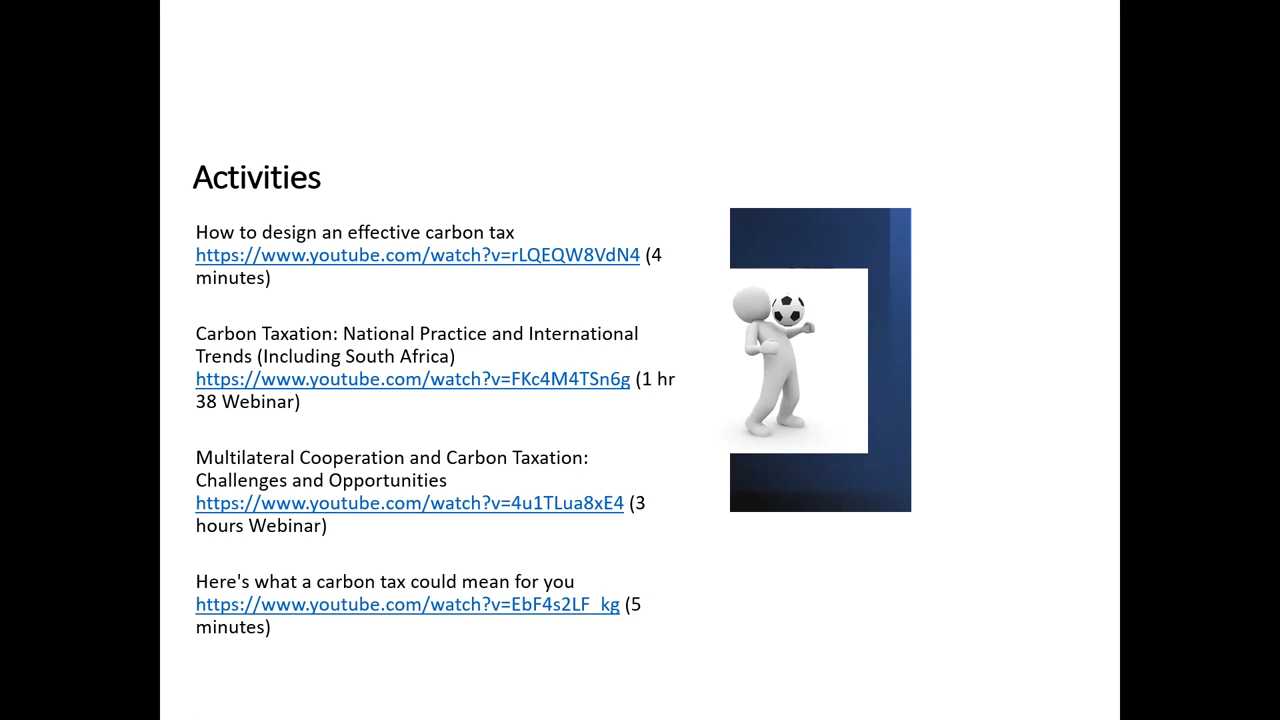 Activities
How to design an effective carbon tax
https://www.youtube.com/watch?v=rLQEQW8VdN4 (4
minutes)
Carbon Taxation: National Practice and International
Trends (Including South Africa)
https://www.youtube.com/watch?v=FKc4M4TSn6g (1 hr
38 Webinar)
Multilateral Cooperation and Carbon Taxation:
Challenges and Opportunities
https://www.youtube.com/watch?v=4u1TLua8xE4 (3
hours Webinar)
Here's what a carbon tax could mean for you
https://www.youtube.com/watch?v=EbF4s2LF_kg (5
minutes)